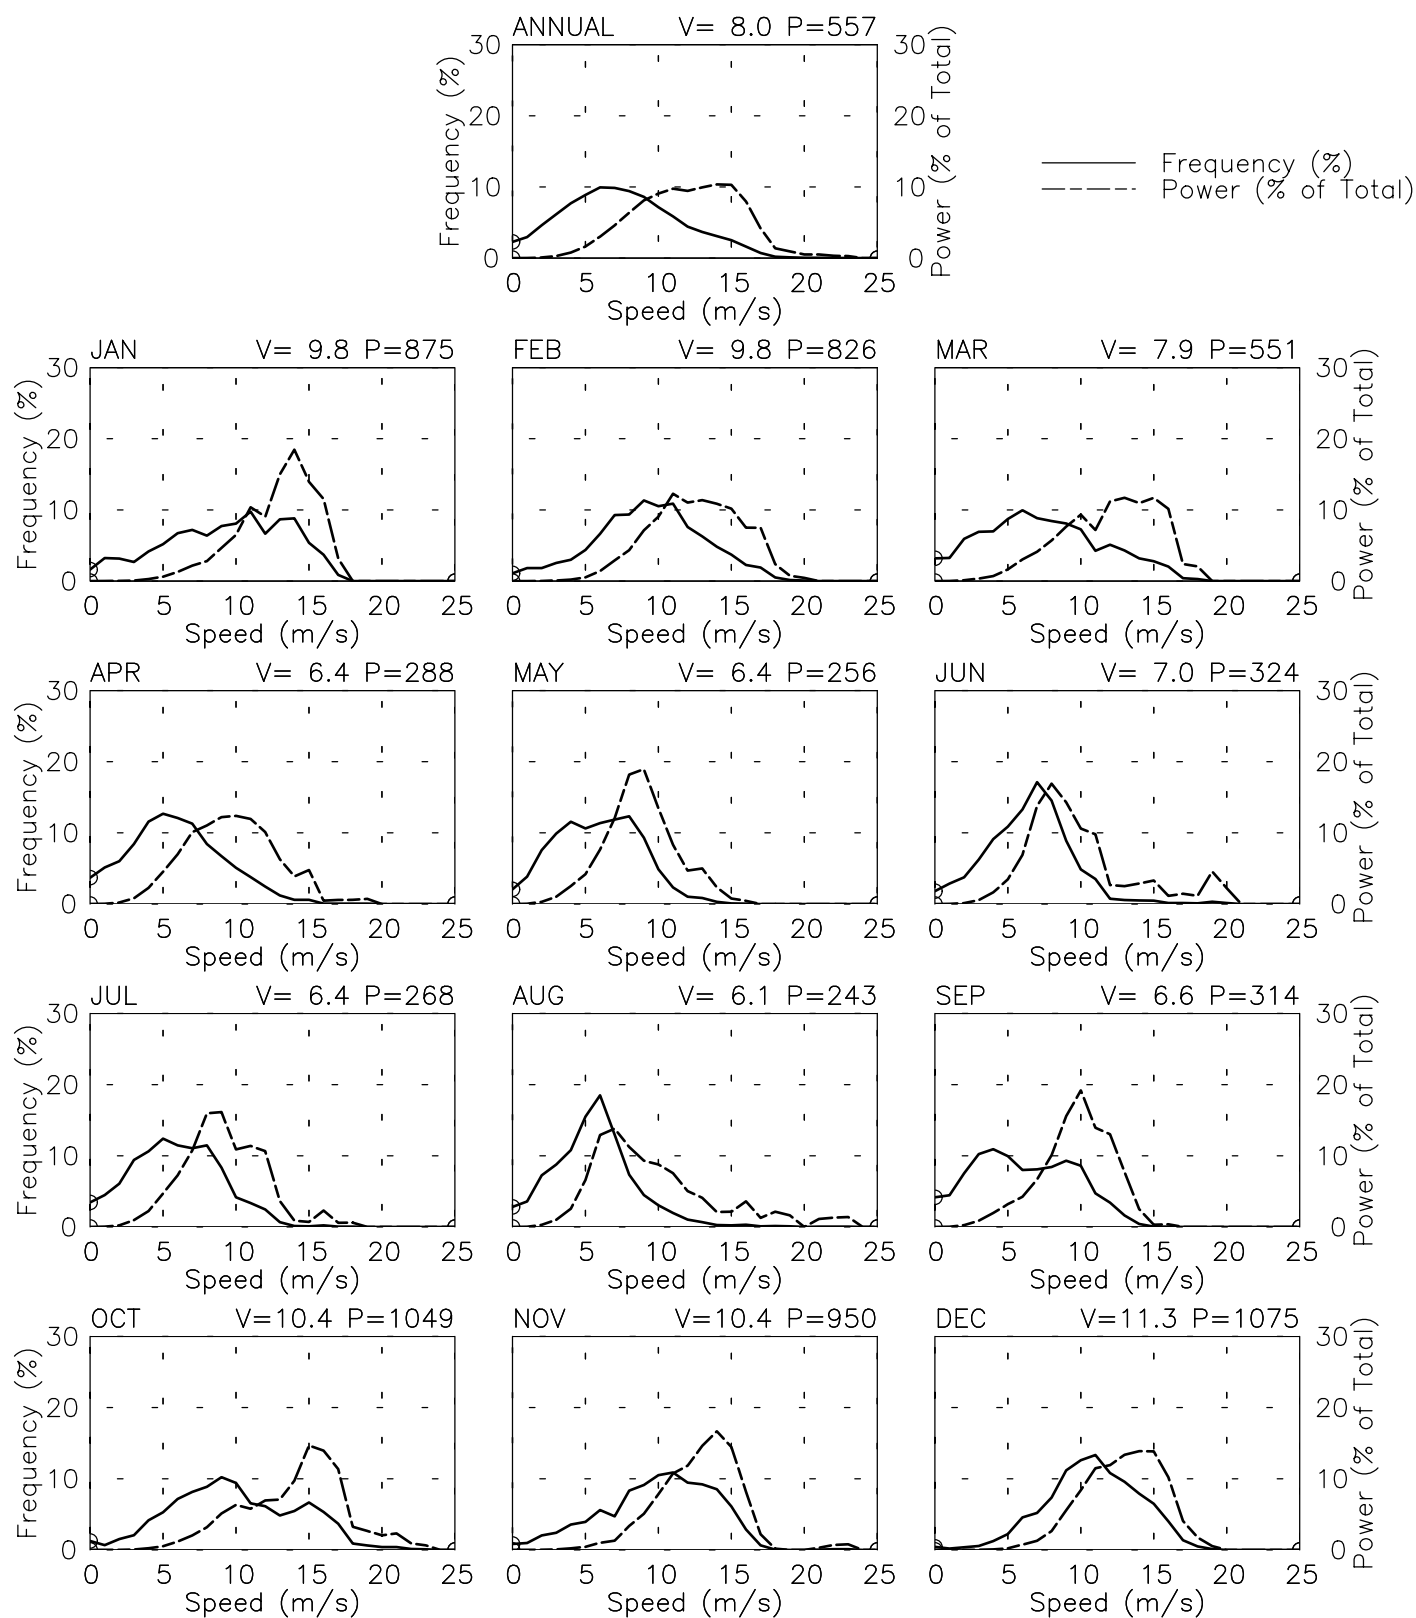 ANNUAL V= 8.0 P=557
30 30
20 20
10 10
0 0
Frequency (%)
Power (% of Total)
0 5 10 15 20 25
Speed (m/s)
Frequency (%)
Power (% of Total)
JAN V= 9.8 P=875 FEB V= 9.8 P=826 MAR V= 7.9 P=551
30 30
20 20
10 10
0 0
Frequency (%)
Power (% of Total)
0 5 10 15 20 25 0 5 10 15 20 25 0 5 10 15 20 25
Speed (m/s) Speed (m/s) Speed (m/s)
APR V= 6.4 P=288 MAY V= 6.4 P=256 JUN V= 7.0 P=324
30 30
20 20
10 10
0 0
Frequency (%)
Power (% of Total)
0 5 10 15 20 25 0 5 10 15 20 25 0 5 10 15 20 25
Speed (m/s) Speed (m/s) Speed (m/s)
JUL V= 6.4 P=268 AUG V= 6.1 P=243 SEP V= 6.6 P=314
30 30
20 20
10 10
0 0
Frequency (%)
Power (% of Total)
0 5 10 15 20 25 0 5 10 15 20 25 0 5 10 15 20 25
Speed (m/s) Speed (m/s) Speed (m/s)
OCT V=10.4 P=1049 NOV V=10.4 P=950 DEC V=11.3 P=1075
30 30
20 20
10 10
0 0
Frequency (%)
Power (% of Total)
0 5 10 15 20 25 0 5 10 15 20 25 0 5 10 15 20 25
Speed (m/s) Speed (m/s) Speed (m/s)